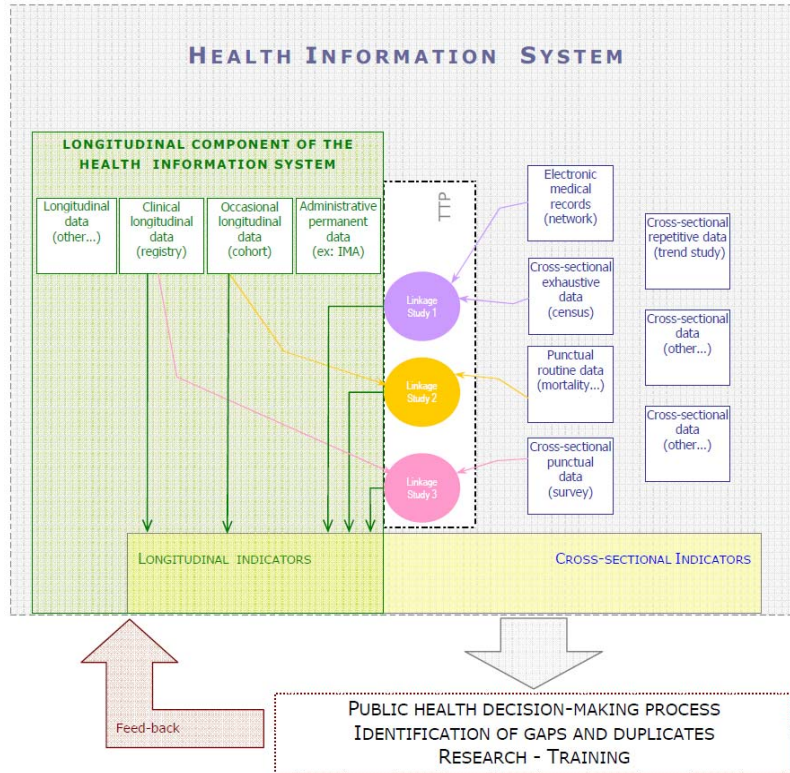 HEALTH INFORMATION SYSTEM
LONGITUDINAL COMPONENT OF THE
HEALTH INFORMATION SYSTEM
Longitudinal
data
(other...)
Clinical
longitudinal
data
(registry)
Occasional
longitudinal
data
(cohort)
Administrative
permanent
data
(ex: IMA)
TTP
Electronic
medical
records
(network)
Cross-sectional
repetitive data
(trend study)
Cross-sectional
exhaustive data
(census)
Linkage
Study 1
Cross-sectional
data
(other...)
Punctual
routine data
(mortality...)
Linkage
Study 2
Cross-sectional
data
(other...)
Cross-sectional
punctual
data
(survey)
Linkage
Study 3
LONGITUDINAL INDICATORS
CROSS-SECTIONAL INDICATORS
Feed-back
PUBLIC HEALTH DECISION-MAKING PROCESS
IDENTIFICATION OF GAPS AND DUPLICATES
RESEARCH - TRAINING